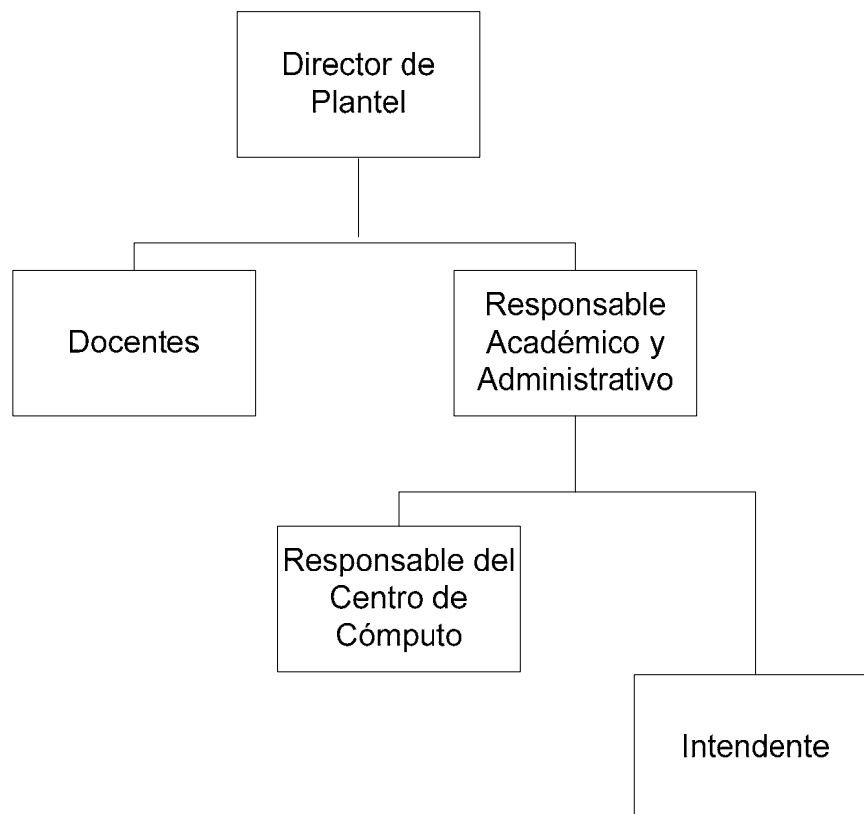 Director de
Plantel
Docentes
Responsable
Académico y
Administrativo
Responsable del
Centro de
Cómputo
Intendente